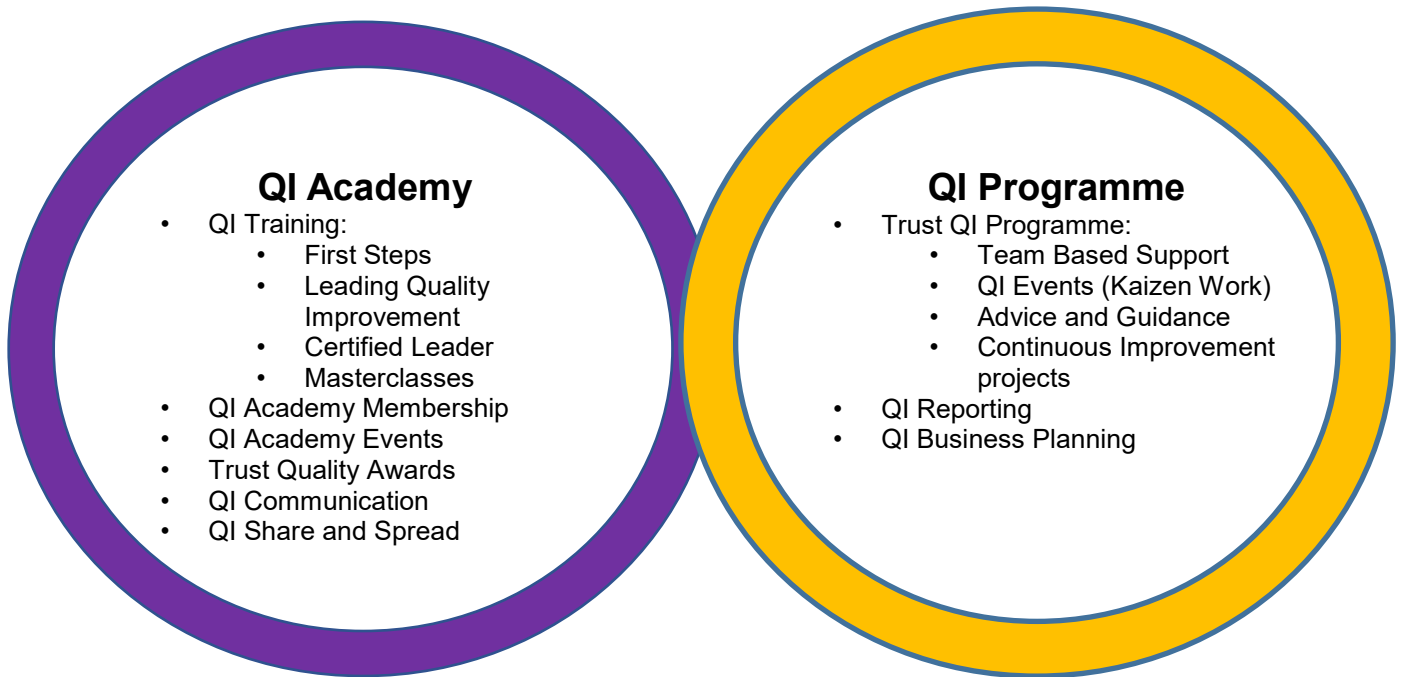 QI Academy
• QI Training:
• First Steps
• Leading Quality
Improvement
• Certified Leader
• Masterclasses
• QI Academy Membership
• QI Academy Events
• Trust Quality Awards
• QI Communication
• QI Share and Spread
QI Programme
• Trust QI Programme:
• Team Based Support
• QI Events (Kaizen Work)
• Advice and Guidance
• Continuous Improvement
projects
• QI Reporting
• QI Business Planning